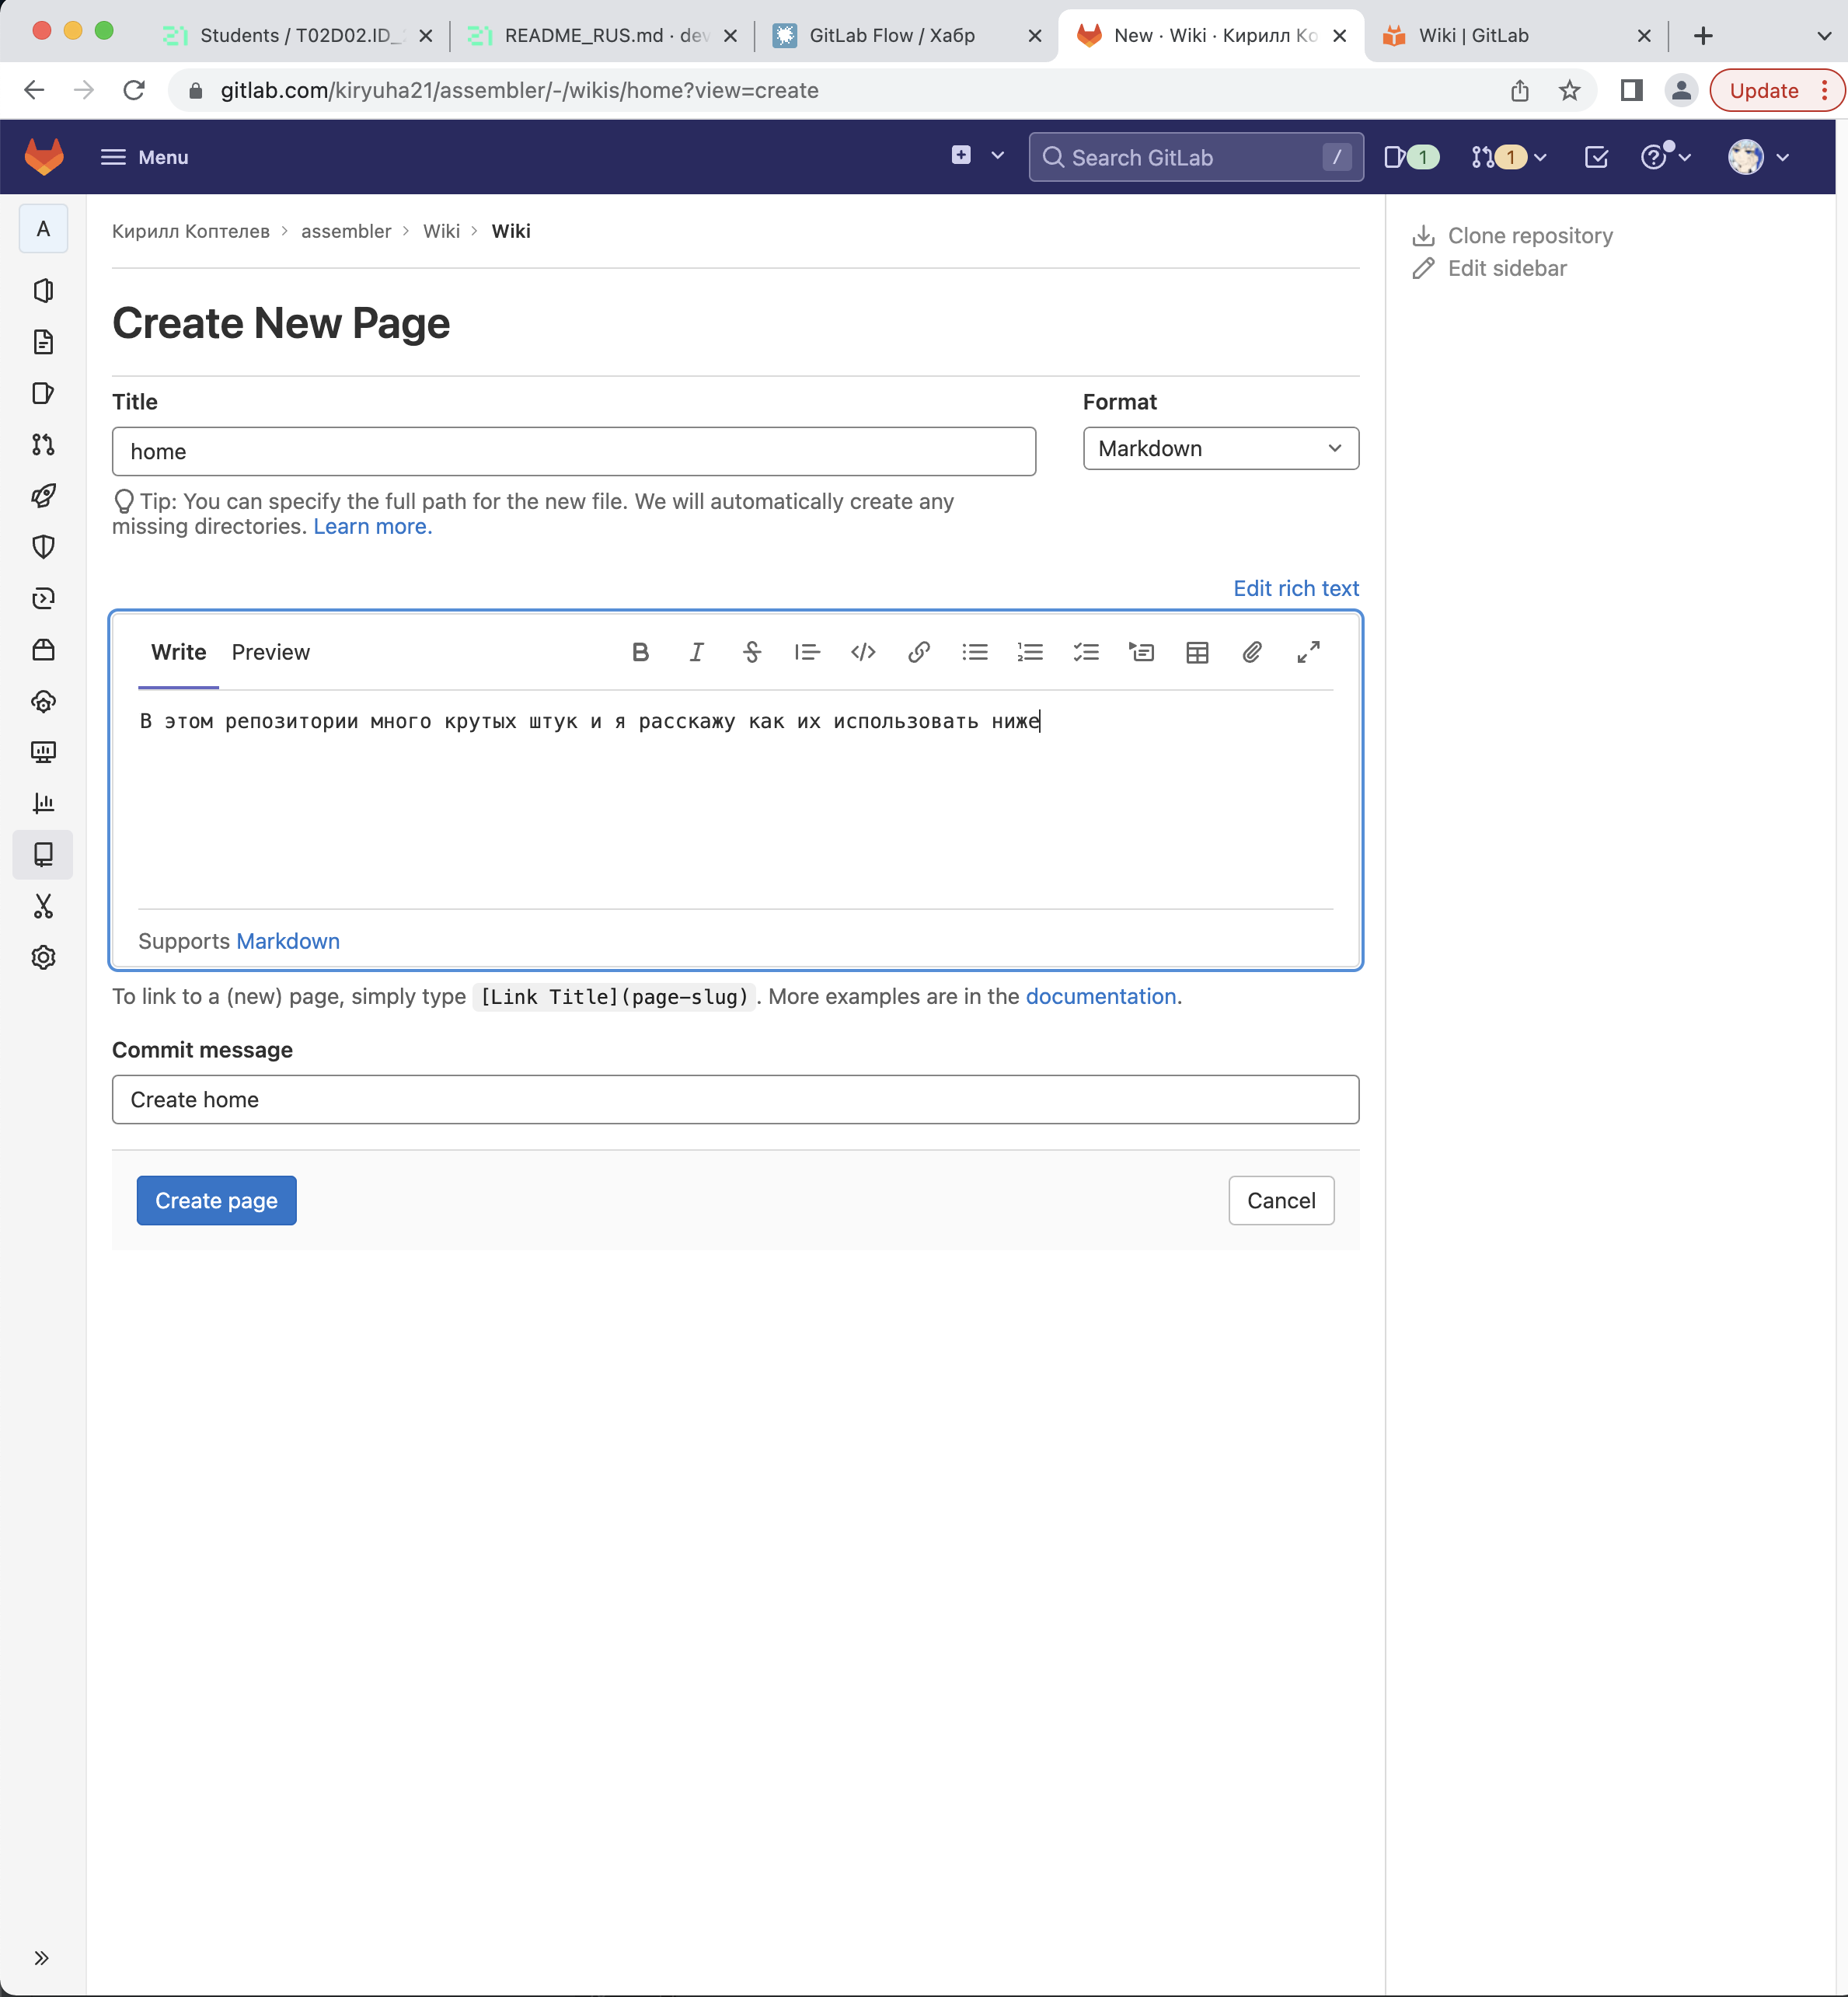 Students / T02D02.ID_
README_RUS.md · dev
GitLab Flow / Хабр
New · Wiki · Кирилл Ко
Wiki | GitLab
gitlab.com/kiryuha21/assembler/-/wikis/home?view=create
Update
Menu
Search GitLab
/
1
1
A
Кирилл Коптелев > assembler > Wiki > Wiki
Clone repository
Edit sidebar
Create New Page
Title
Format
home
Markdown
Tip: You can specify the full path for the new file. We will automatically create any
missing directories. Learn more.
Edit rich text
Write
Preview
В этом репозитории много крутых штук и я расскажу как их использовать ниже
Supports Markdown
To link to a (new) page, simply type [Link Title](page-slug) . More examples are in the documentation.
Commit message
Create home
Create page
Cancel